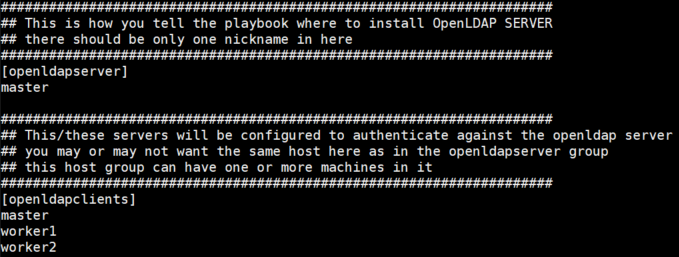 #####################################################################
## This is how you tell the playbook where to install OpenLDAP SERVER
## there should be only one nickname in here
#####################################################################
[openldapserver]
master
#####################################################################
## This/these servers will be configured to authenticate against the openldap server
## you may or may not want the same host here as in the openldapserver group
## this host group can have one or more machines in it
#####################################################################
[openldapclients]
master
worker1
worker2